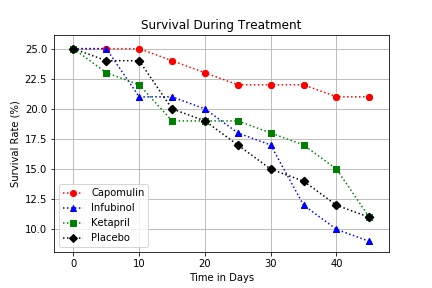 Survival During Treatment
Survival Rate (%)
25.0
22.5
20.0
17.5
15.0
12.5
10.0
Capomulin
Infubinol
Ketapril
Placebo
0 10 20 30 40
Time in Days